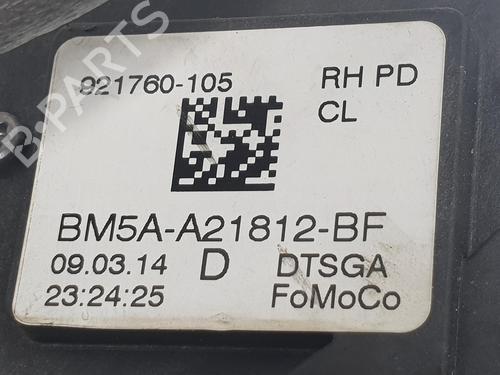 B-PARTS
921760-105 RH PD
CL
BM5A-A21812-BF
09.03.14 D DTSGA
23:24:25 FoMoCo